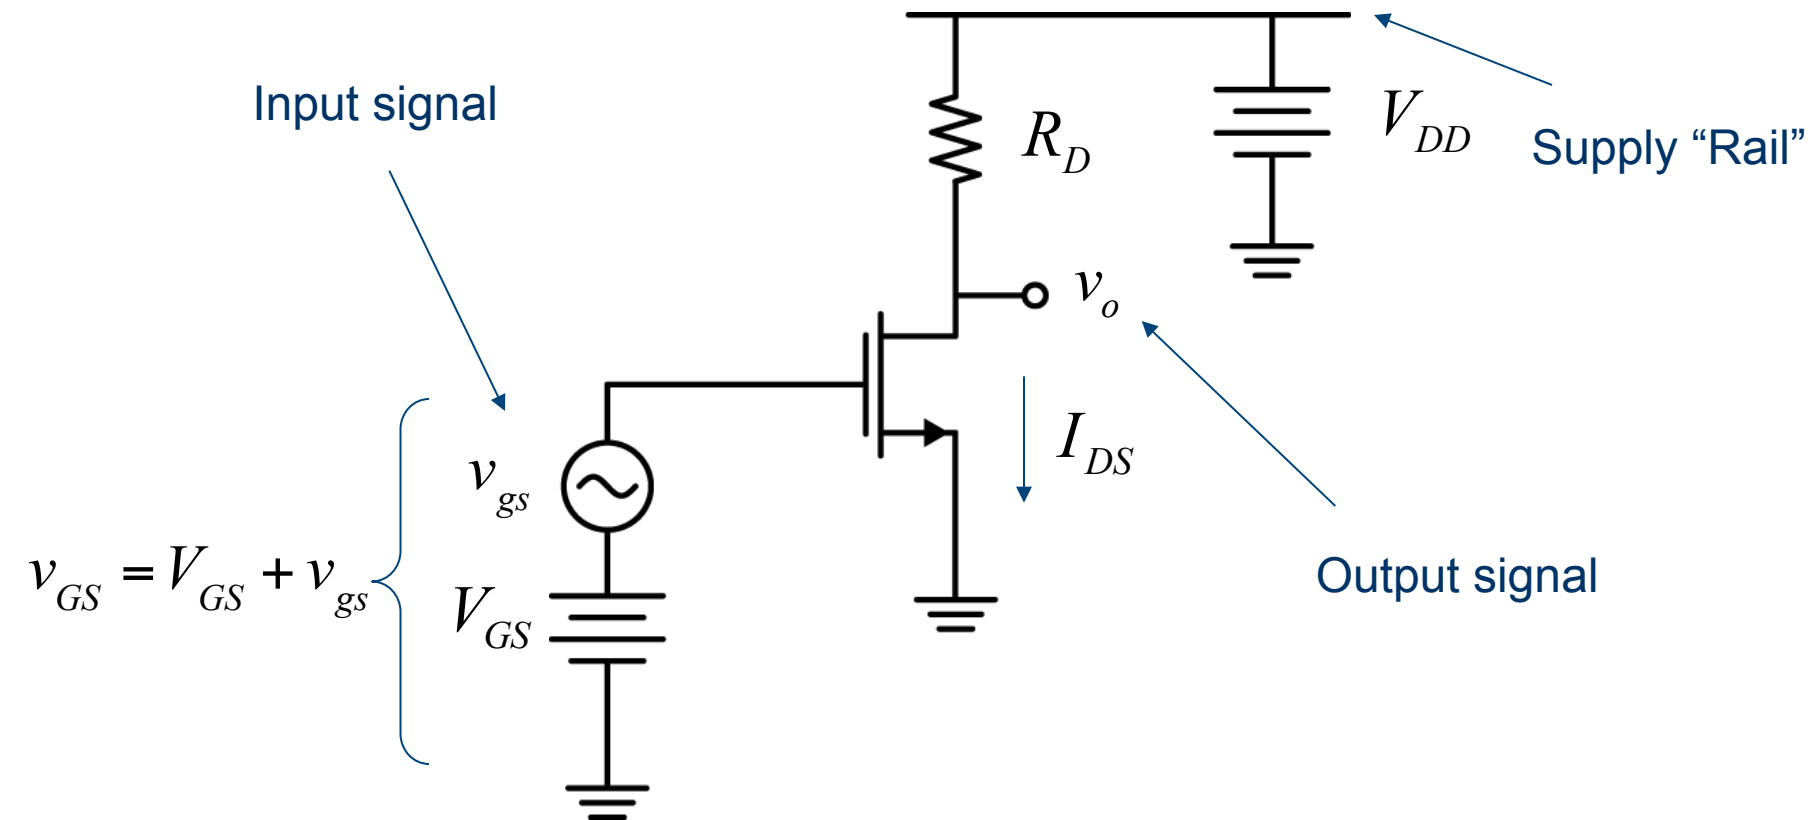 Input signal
R_D
V_DD
Supply “Rail”
v_o
v_gs
I_DS
v_GS = V_GS + v_gs
V_GS
Output signal